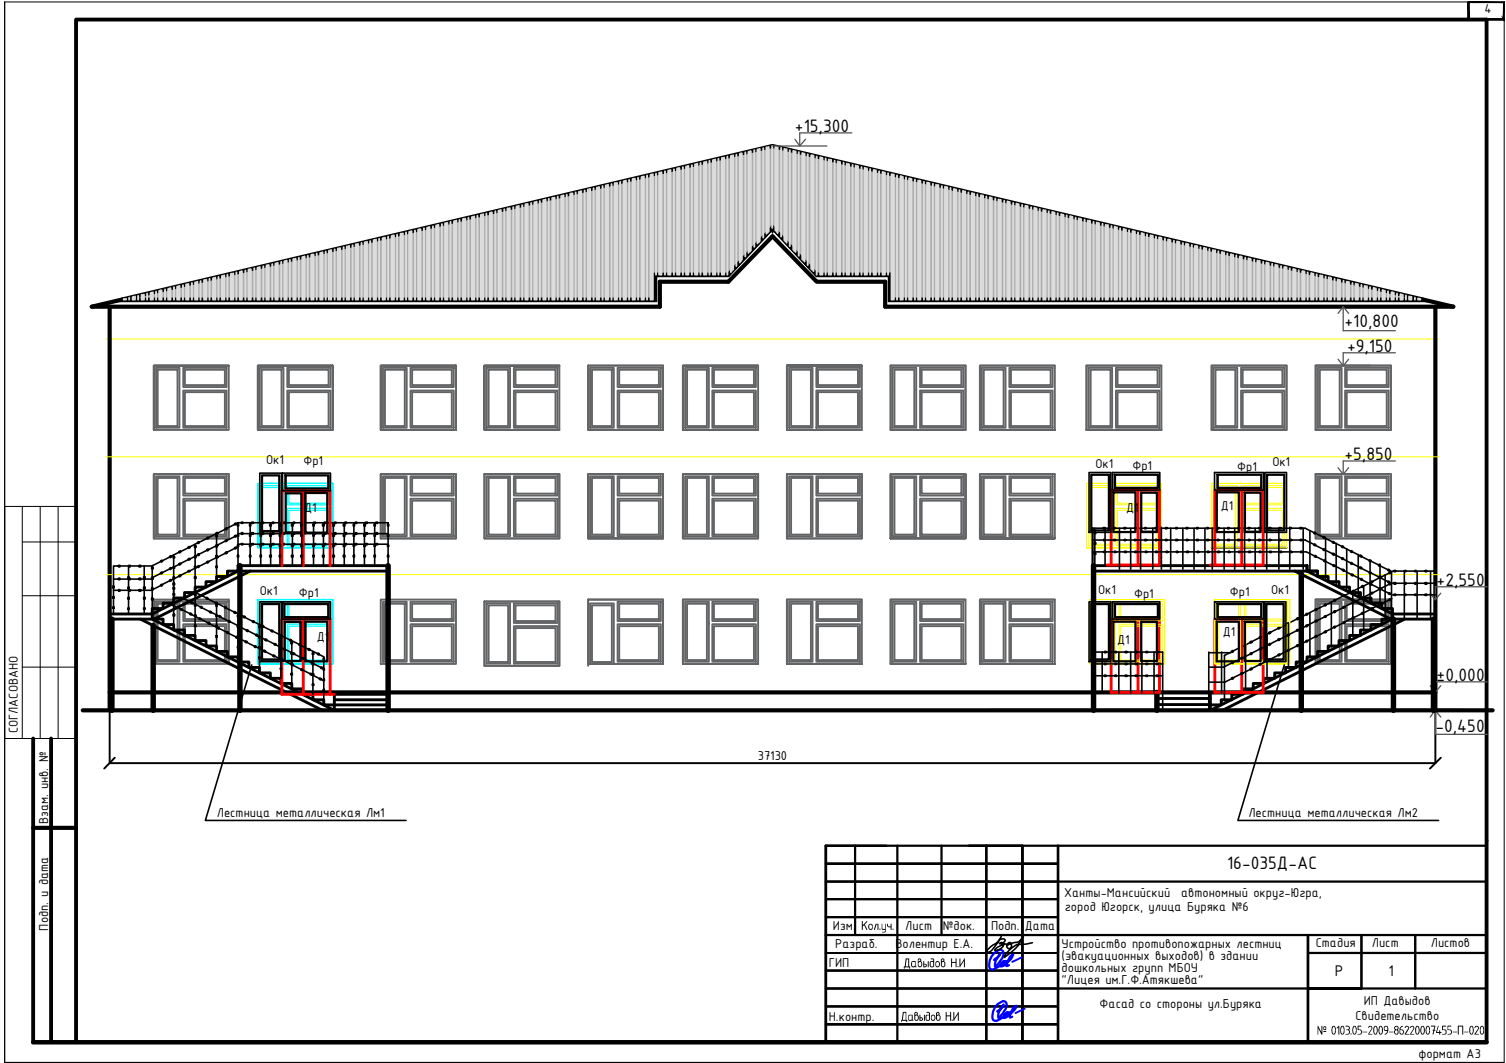 4
+15,300
+10,800
+9,150
Ок1 Фр1
Ок1 Фр1
Фр1 Ок1
+5,850
Д1
Д1
Д1
+2,550
Ок1 Фр1
Ок1 Фр1
Фр1 Ок1
Д1
Д1
Д1
+0,000
-0,450
37130
Лестница металлическая Лм1
Лестница металлическая Лм2
СОГЛАСОВАНО
Взам. инв. №
Подп. и дата
16-035Д-АС
Ханты-Мансийский автономный округ-Югра,
город Югорск, улица Буряка №6
Изм Кол.уч. Лист №док. Подп. Дата
Разраб. Волентир Е.А.
ГИП Давыдов Н.И
Н.контр. Давыдов Н.И
Устройство противопожарных лестниц
(эвакуационных выходов) в здании
дошкольных групп МБОУ
"Лицея им.Г.Ф.Атякшева"
Стадия Лист Листов
Р 1
Фасад со стороны ул.Буряка
ИП Давыдов
Свидетельство
№ 0103.05-2009-86220007455-П-020
формат А3